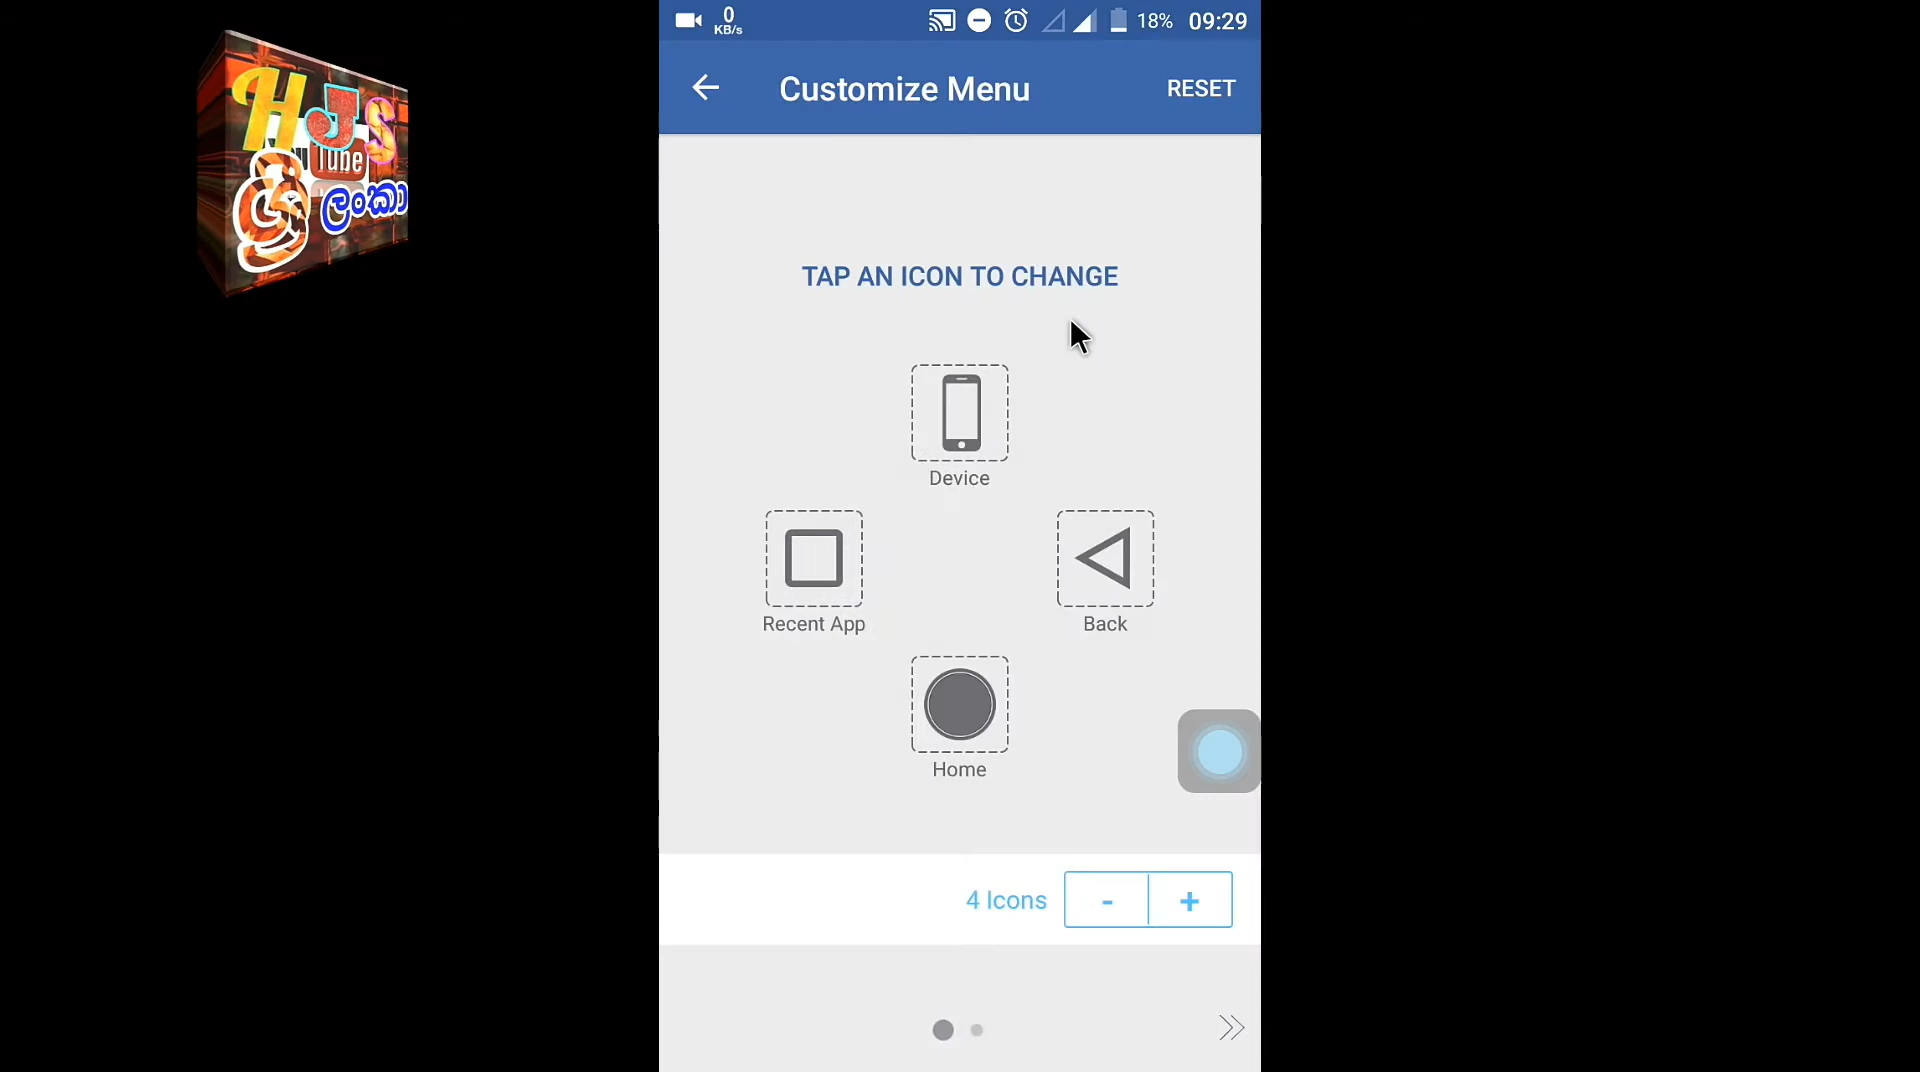 HJS
Tube
ශ්‍රී
ලංකා
0
KB/s
18%
09:29
Customize Menu
RESET
TAP AN ICON TO CHANGE
Device
Recent App
Back
Home
4 Icons
-
+